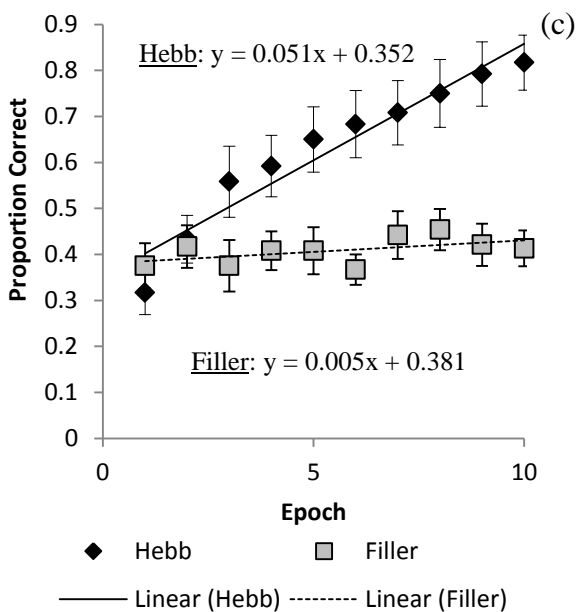 (c)
0.9
Hebb: y = 0.051x + 0.352
0.8
0.7
0.6
0.5
0.4
0.3
0.2
Filler: y = 0.005x + 0.381
0.1
0
Proportion Correct
0 5 10
Epoch
Hebb Filler
Linear (Hebb) Linear (Filler)